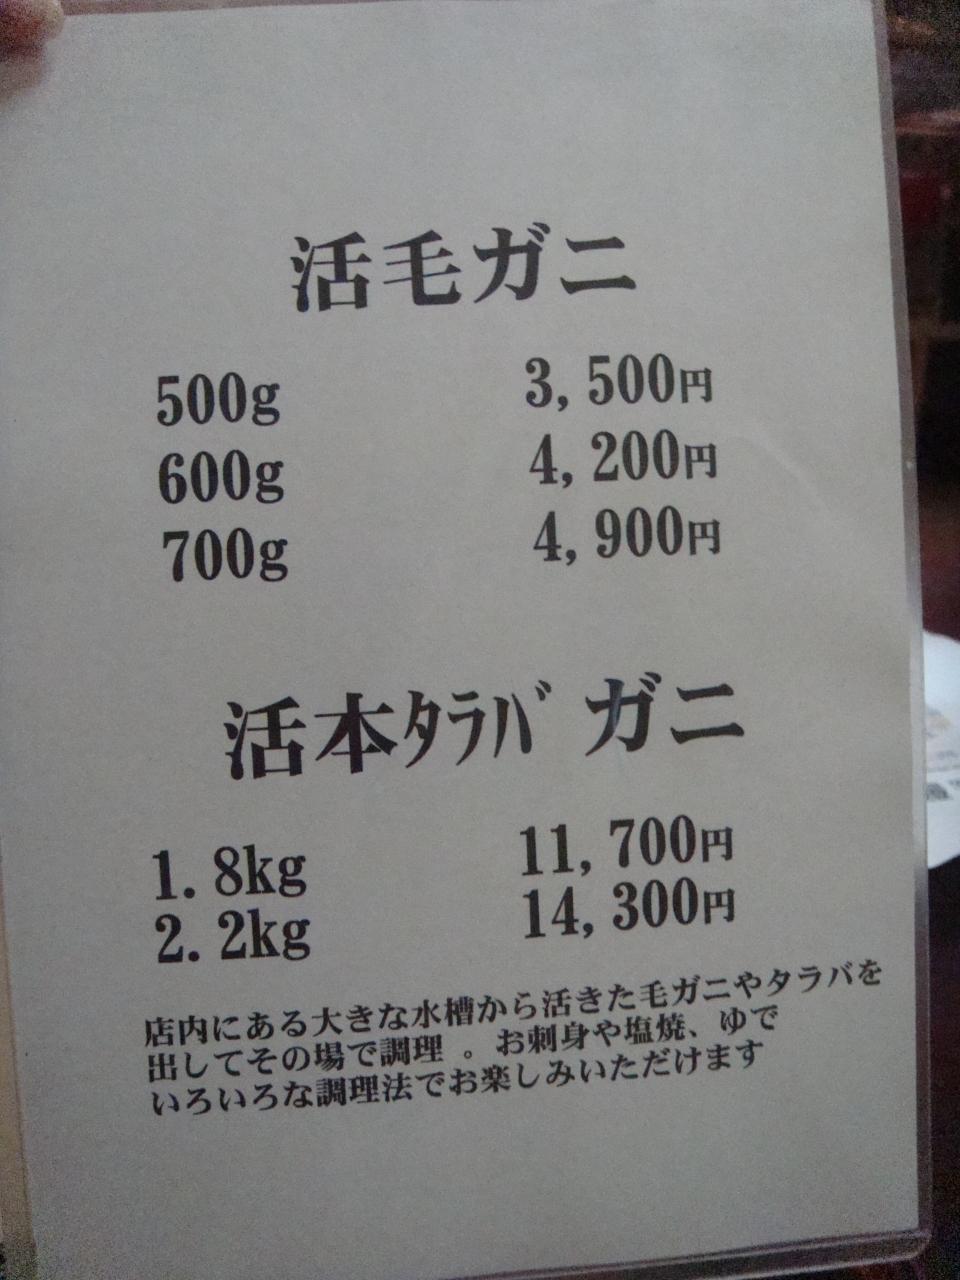 活毛ガニ
500g 3,500円
600g 4,200円
700g 4,900円
活本ﾀﾗﾊﾞガニ
1.8kg 11,700円
2.2kg 14,300円
店内にある大きな水槽から活きた毛ガニやタラバを
出してその場で調理 。お刺身や塩焼、ゆで
いろいろな調理法でお楽しみいただけます